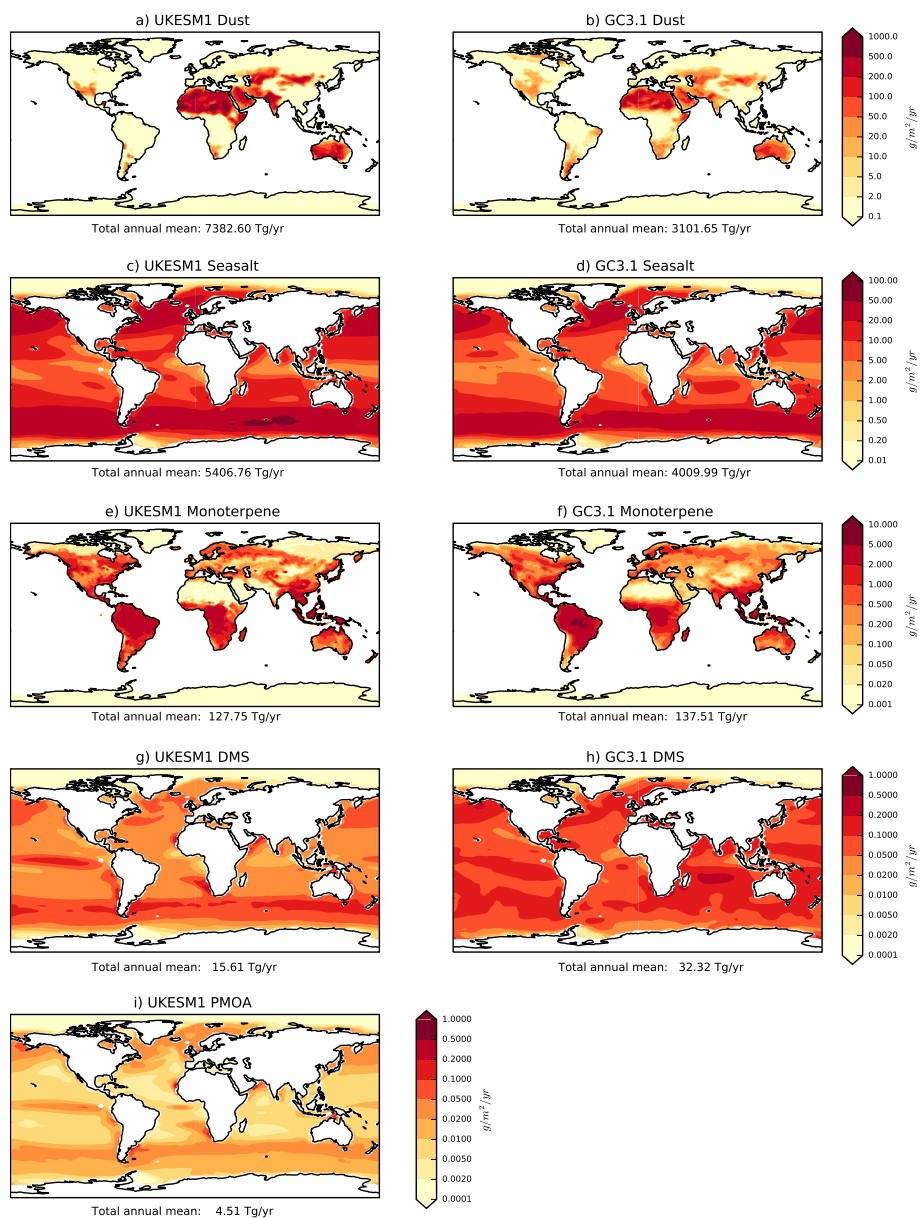 a) UKESM1 Dust
b) GC3.1 Dust
1000.0
500.0
200.0
100.0
50.0
20.0
10.0
5.0
2.0
0.1
g/m²/yr
Total annual mean: 7382.60 Tg/yr
Total annual mean: 3101.65 Tg/yr
c) UKESM1 Seasalt
d) GC3.1 Seasalt
100.00
50.00
20.00
10.00
5.00
2.00
1.00
0.50
0.20
0.01
g/m²/yr
Total annual mean: 5406.76 Tg/yr
Total annual mean: 4009.99 Tg/yr
e) UKESM1 Monoterpene
f) GC3.1 Monoterpene
10.000
5.000
2.000
1.000
0.500
0.200
0.100
0.050
0.020
0.001
g/m²/yr
Total annual mean: 127.75 Tg/yr
Total annual mean: 137.51 Tg/yr
g) UKESM1 DMS
h) GC3.1 DMS
1.0000
0.5000
0.2000
0.1000
0.0500
0.0200
0.0100
0.0050
0.0020
0.0001
g/m²/yr
Total annual mean: 15.61 Tg/yr
Total annual mean: 32.32 Tg/yr
i) UKESM1 PMOA
1.0000
0.5000
0.2000
0.1000
0.0500
0.0200
0.0100
0.0050
0.0020
0.0001
g/m²/yr
Total annual mean: 4.51 Tg/yr